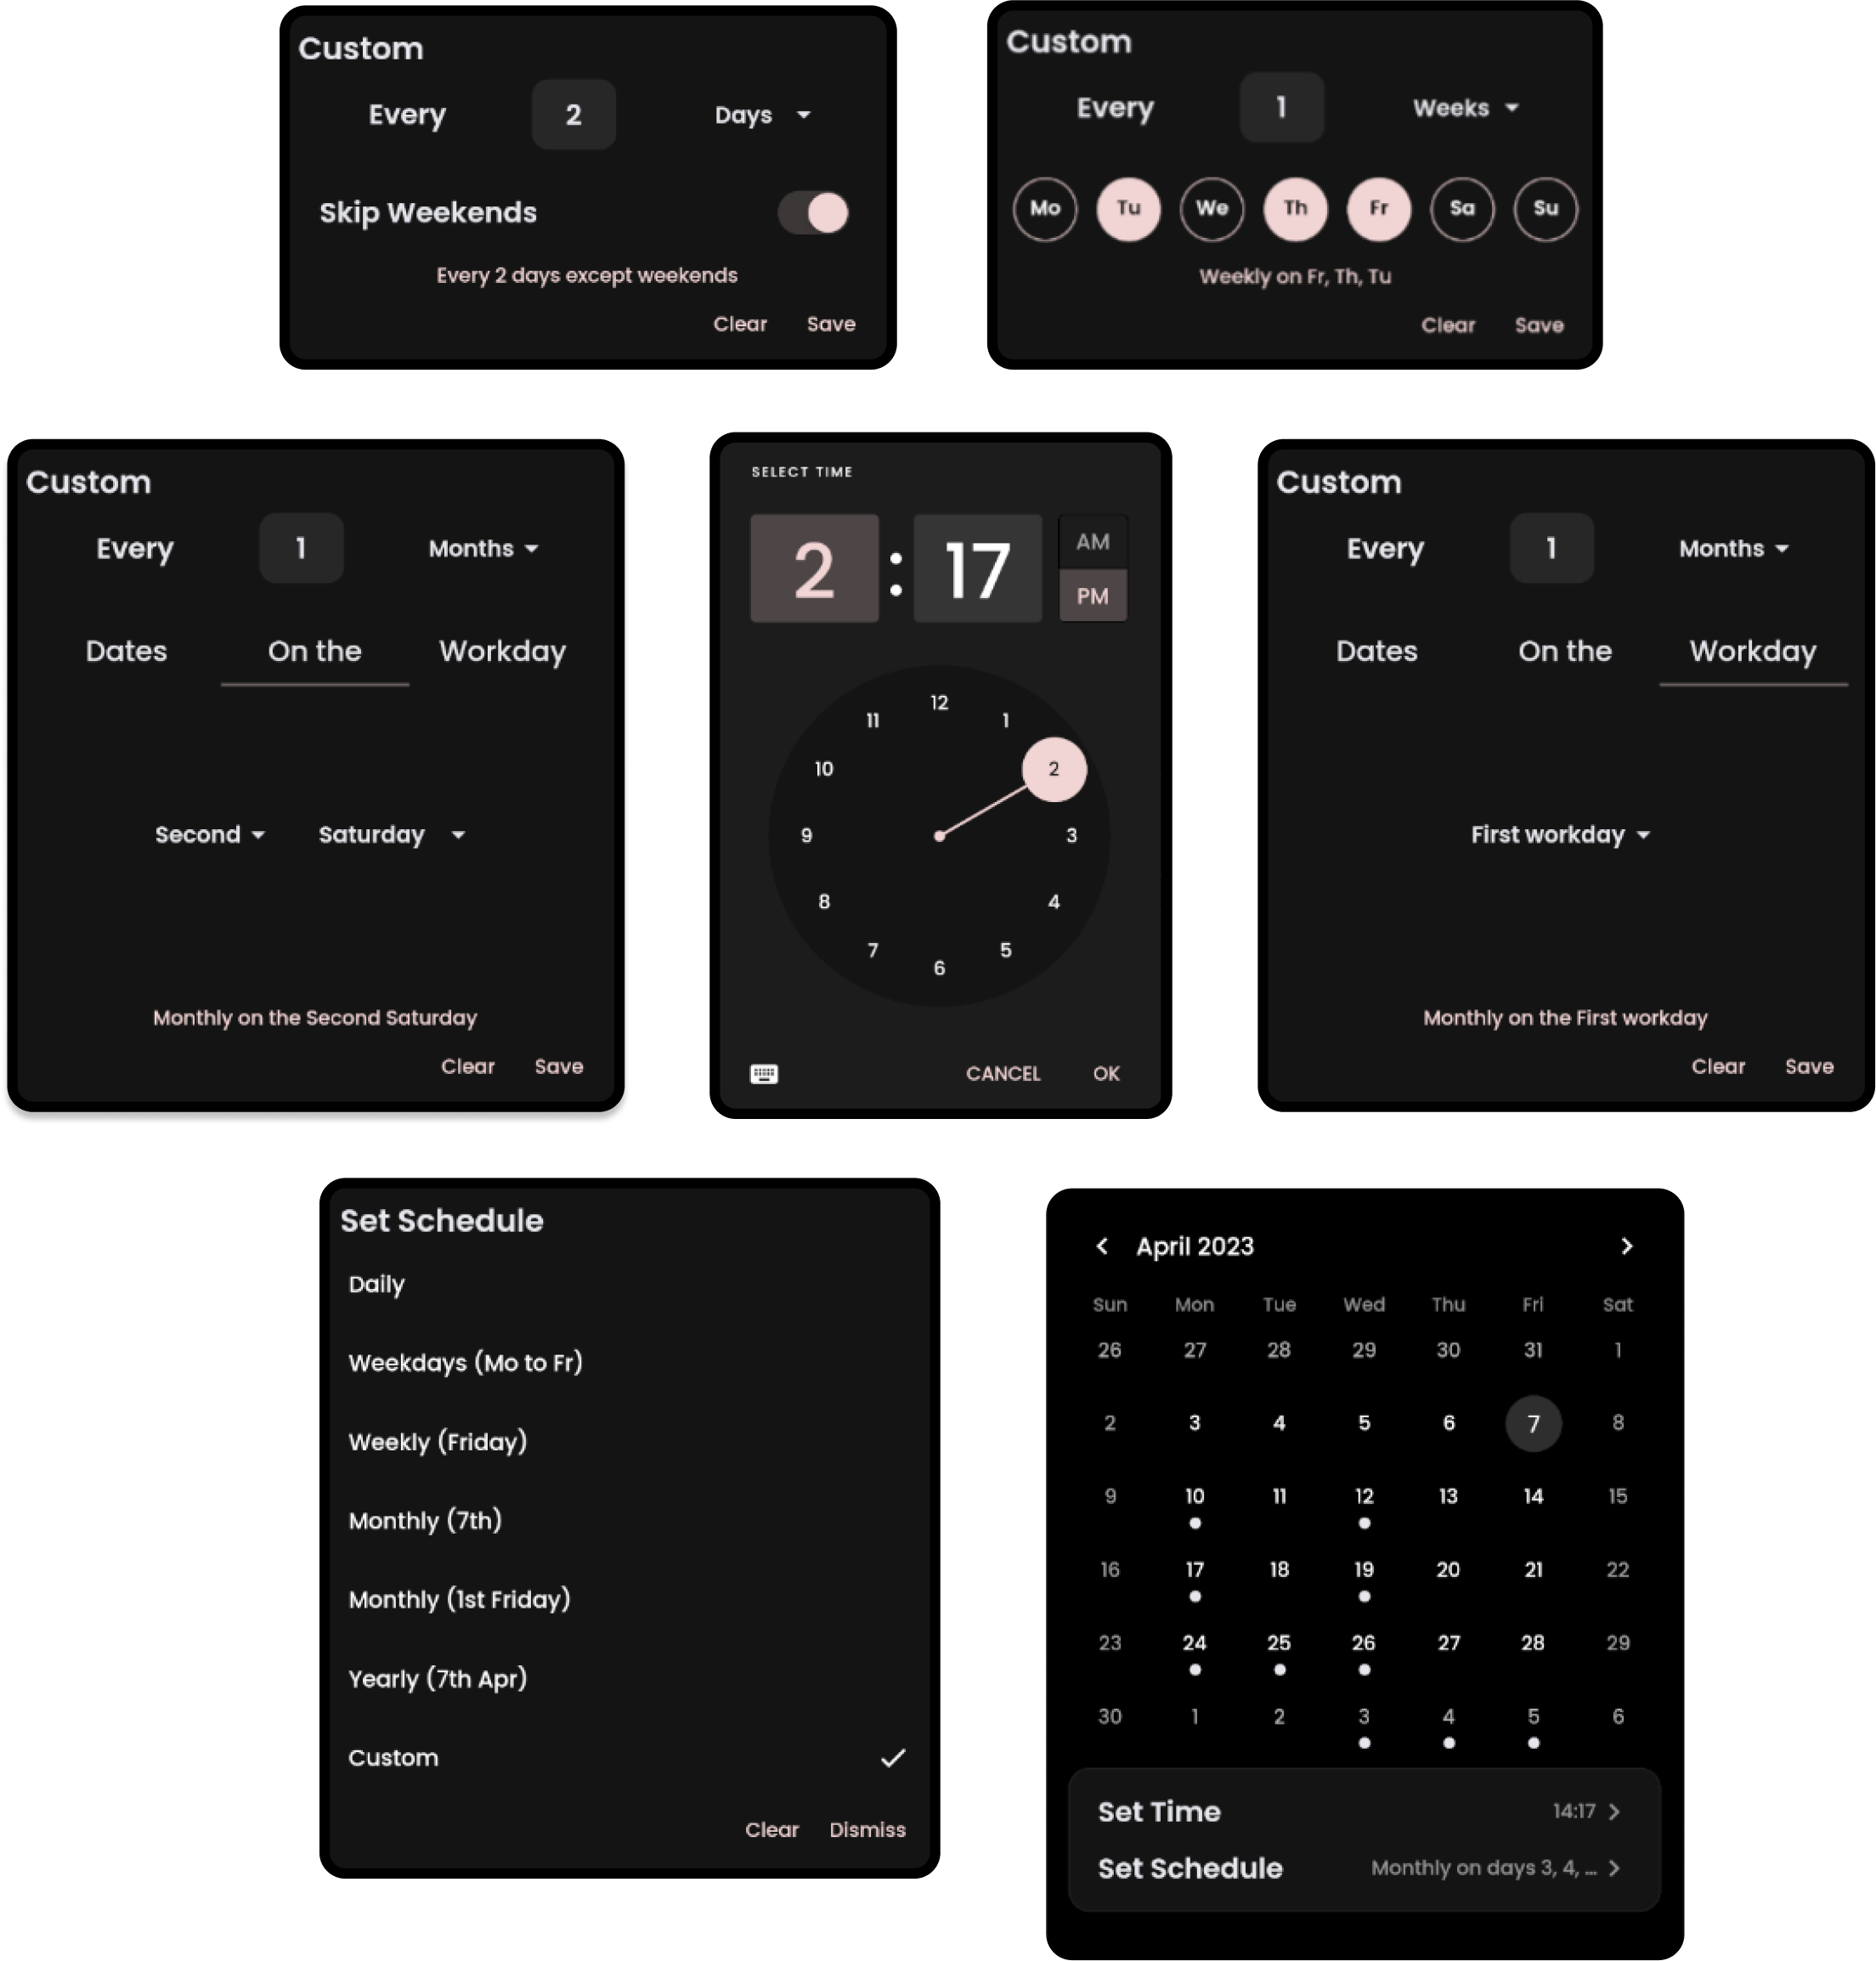 Custom
Every 2 Days
Skip Weekends
Every 2 days except weekends
Clear Save
Custom
Every 1 Weeks
Mo Tu We Th Fr Sa Su
Weekly on Fr, Th, Tu
Clear Save
Custom
Every 1 Months
Dates On the Workday
Second Saturday
Monthly on the Second Saturday
Clear Save
SELECT TIME
2 : 17
AM
PM
12
11 1
10 2
9 3
8 4
7 5
6
CANCEL OK
Custom
Every 1 Months
Dates On the Workday
First workday
Monthly on the First workday
Clear Save
Set Schedule
Daily
Weekdays (Mo to Fr)
Weekly (Friday)
Monthly (7th)
Monthly (1st Friday)
Yearly (7th Apr)
Custom
Clear Dismiss
April 2023
Sun Mon Tue Wed Thu Fri Sat
26 27 28 29 30 31 1
2 3 4 5 6 7 8
9 10 11 12 13 14 15
16 17 18 19 20 21 22
23 24 25 26 27 28 29
30 1 2 3 4 5 6
Set Time 14:17
Set Schedule Monthly on days 3, 4, ...